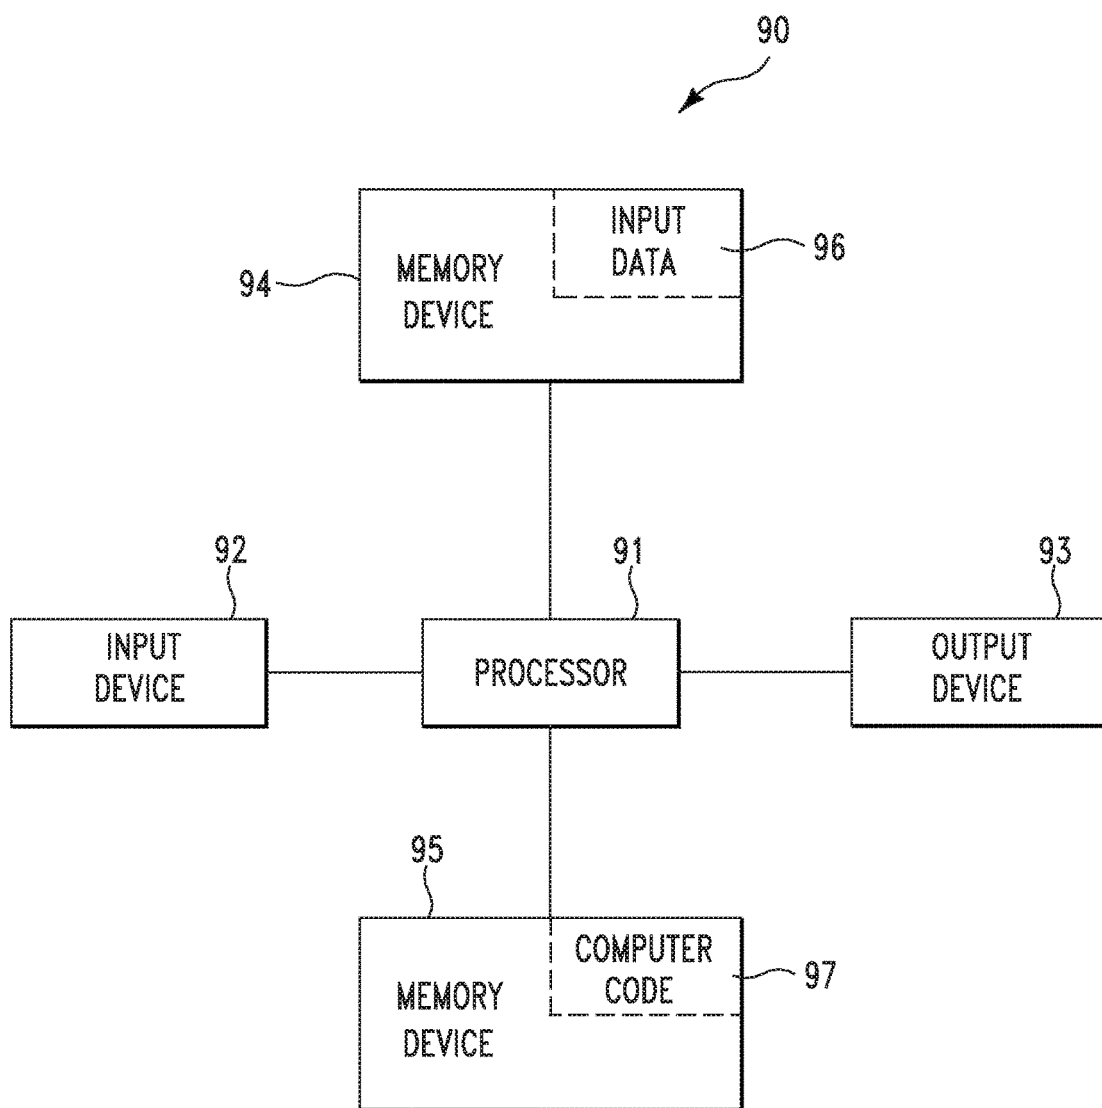 90
INPUT
DATA
96
MEMORY
DEVICE
94
92
91
93
INPUT
DEVICE
PROCESSOR
OUTPUT
DEVICE
95
COMPUTER
CODE
97
MEMORY
DEVICE